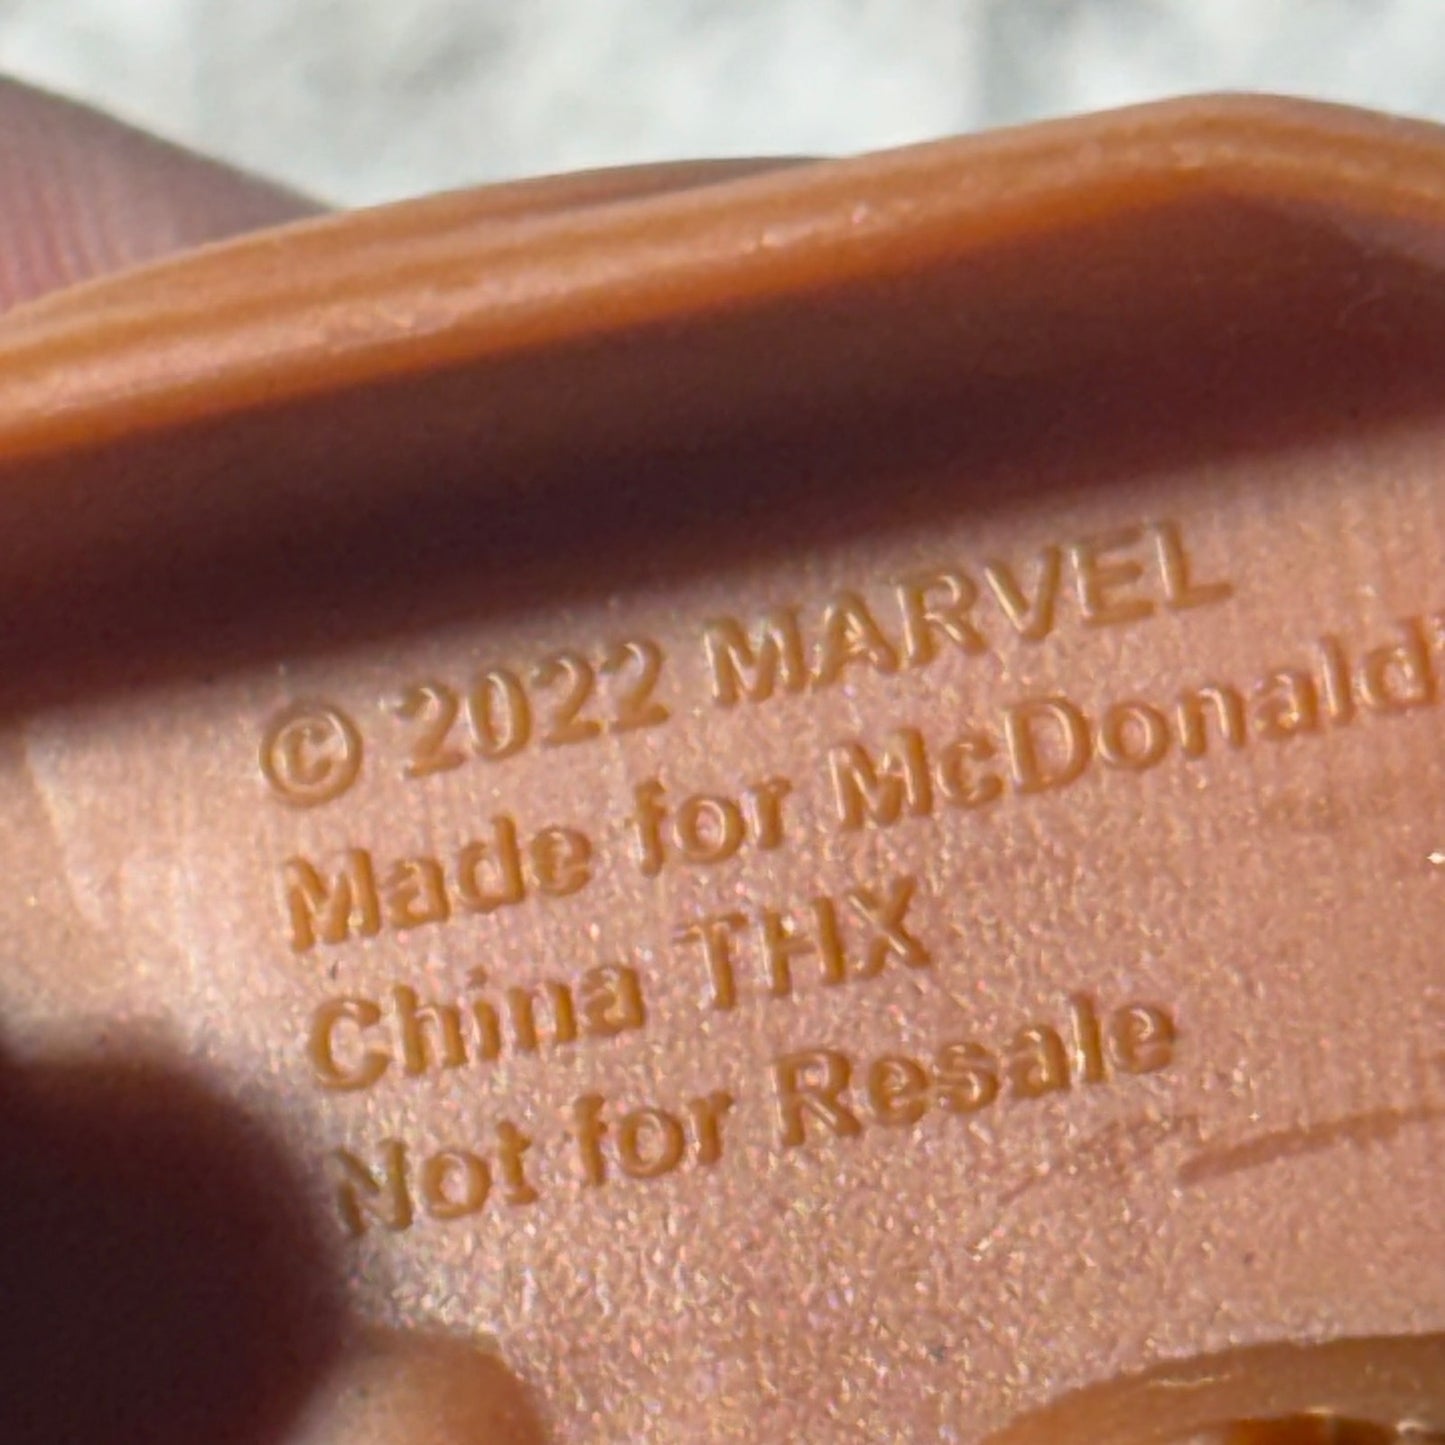 © 2022 MARVEL
Made for McDonald'
China THX
Not for Resale